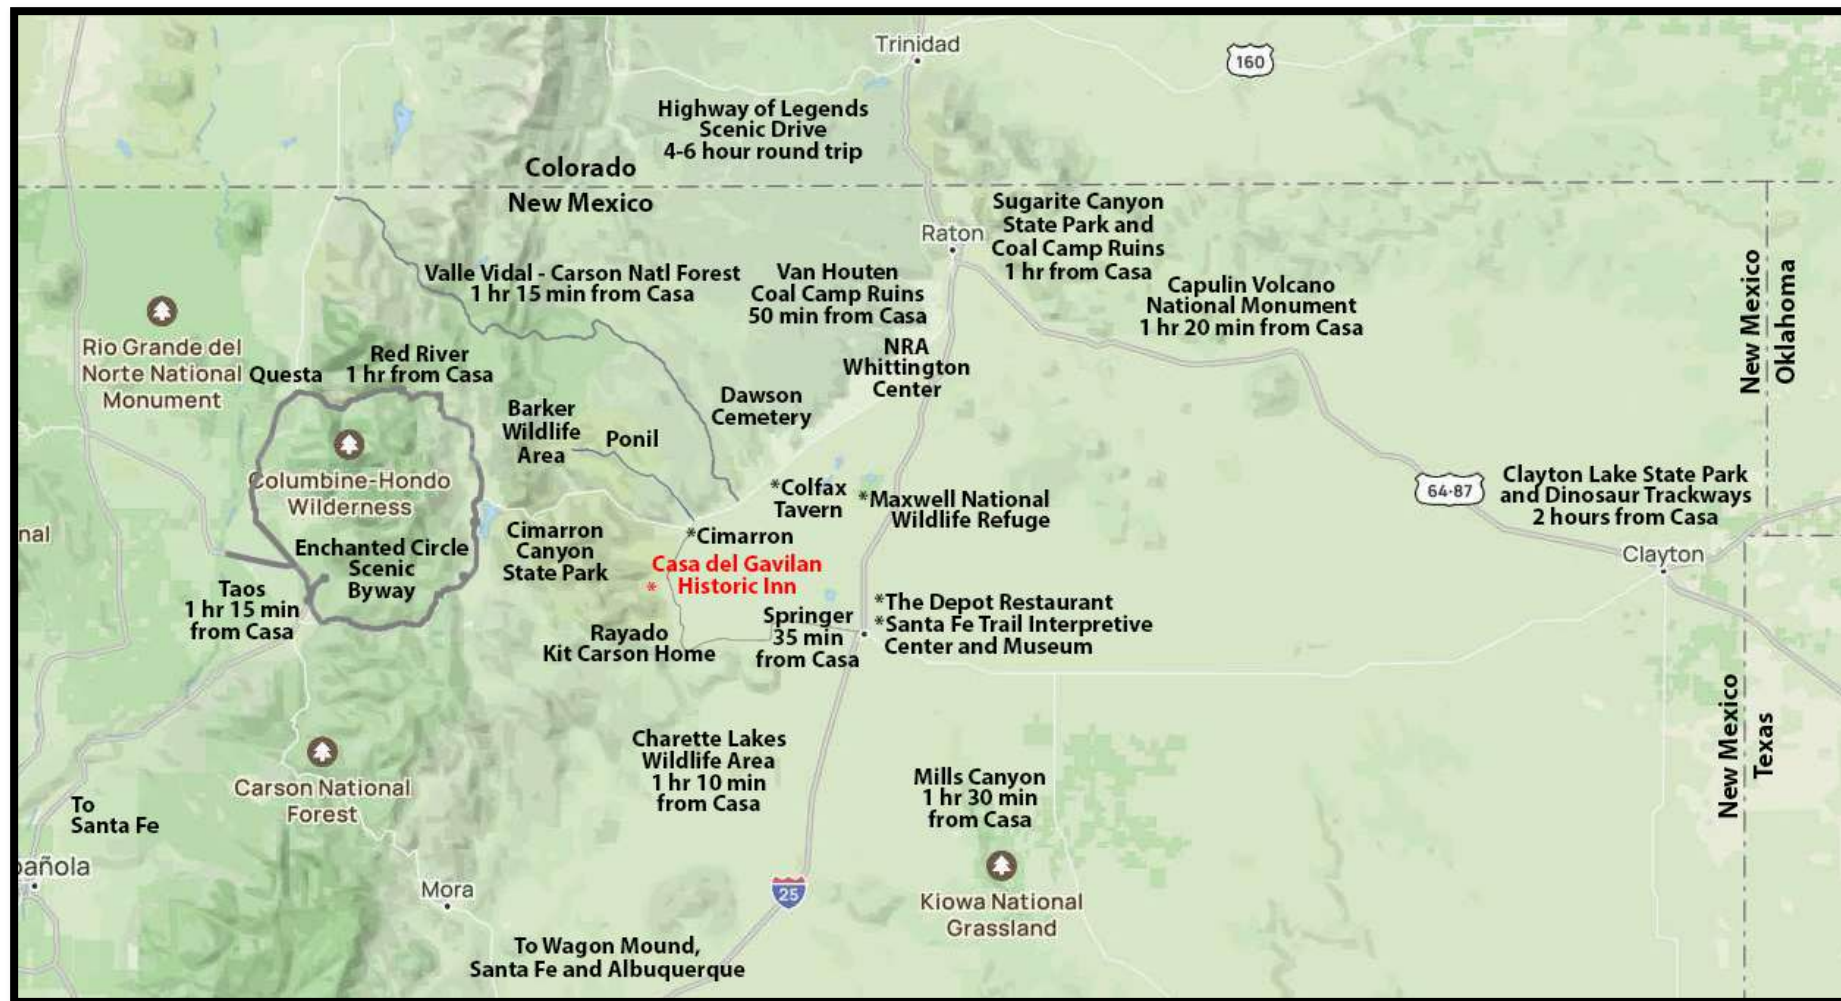 Trinidad
160
Highway of Legends
Scenic Drive
4-6 hour round trip
Colorado
New Mexico
Sugarite Canyon
State Park and
Coal Camp Ruins
1 hr from Casa
Raton
Valle Vidal - Carson Natl Forest
1 hr 15 min from Casa
Van Houten
Coal Camp Ruins
50 min from Casa
Capulin Volcano
National Monument
1 hr 20 min from Casa
New Mexico
Oklahoma
Rio Grande del
Norte National
Monument
Questa
Red River
1 hr from Casa
NRA
Whittington
Center
Dawson
Cemetery
Barker
Wildlife
Area
Ponil
Columbine-Hondo
Wilderness
*Colfax
Tavern
*Maxwell National
Wildlife Refuge
64-87
Clayton Lake State Park
and Dinosaur Trackways
2 hours from Casa
nal
Cimarron
Canyon
State Park
*Cimarron
Casa del Gavilan
* Historic Inn
Enchanted Circle
Scenic
Byway
Clayton
Taos
1 hr 15 min
from Casa
Rayado
Kit Carson Home
Springer
35 min
from Casa
*The Depot Restaurant
*Santa Fe Trail Interpretive
Center and Museum
New Mexico
Texas
Charette Lakes
Wildlife Area
1 hr 10 min
from Casa
Mills Canyon
1 hr 30 min
from Casa
Carson National
Forest
To
Santa Fe
pañola
Mora
25
Kiowa National
Grassland
To Wagon Mound,
Santa Fe and Albuquerque